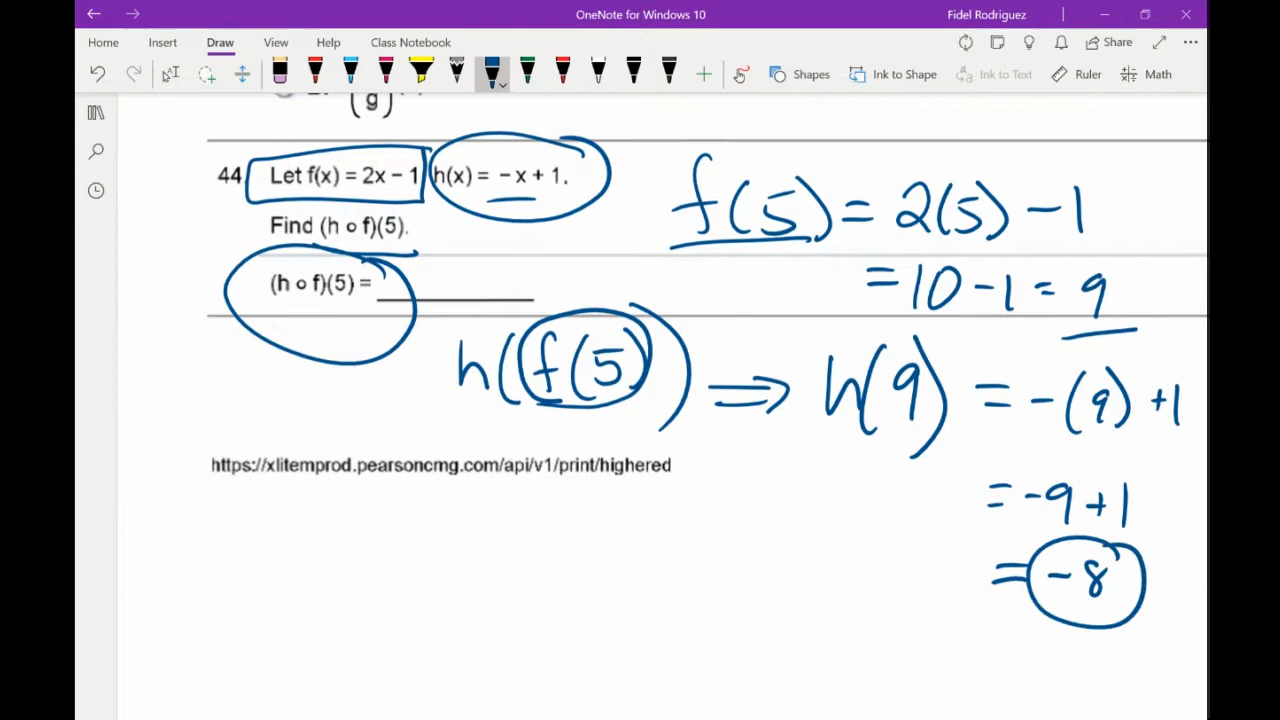 OneNote for Windows 10
Fidel Rodriguez
Home Insert Draw View Help Class Notebook
Share
Shapes Ink to Shape Ink to Text Ruler Math
(g)
44 Let f(x) = 2x − 1 h(x) = − x + 1.
Find (h ∘ f)(5).
(h ∘ f)(5) =
f(5) = 2(5) − 1
= 10 − 1 = 9
h(f(5)) ⟹ h(9) = −(9) + 1
= −9 + 1
= −8
https://xlitemprod.pearsoncmg.com/api/v1/print/highered